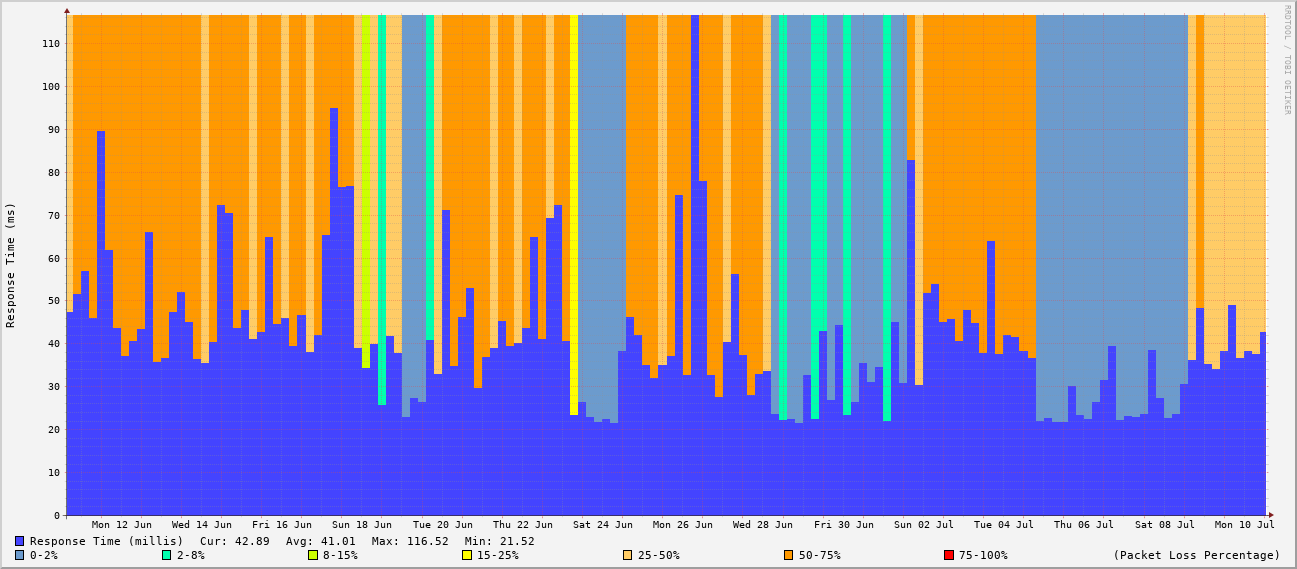 RRDTOOL / TOBI OETIKER
Response Time (ms)
110
100
90
80
70
60
50
40
30
20
10
0
Mon 12 Jun Wed 14 Jun Fri 16 Jun Sun 18 Jun Tue 20 Jun Thu 22 Jun Sat 24 Jun Mon 26 Jun Wed 28 Jun Fri 30 Jun Sun 02 Jul Tue 04 Jul Thu 06 Jul Sat 08 Jul Mon 10 Jul
Response Time (millis) Cur: 42.89 Avg: 41.01 Max: 116.52 Min: 21.52
0-2% 2-8% 8-15% 15-25% 25-50% 50-75% 75-100% (Packet Loss Percentage)